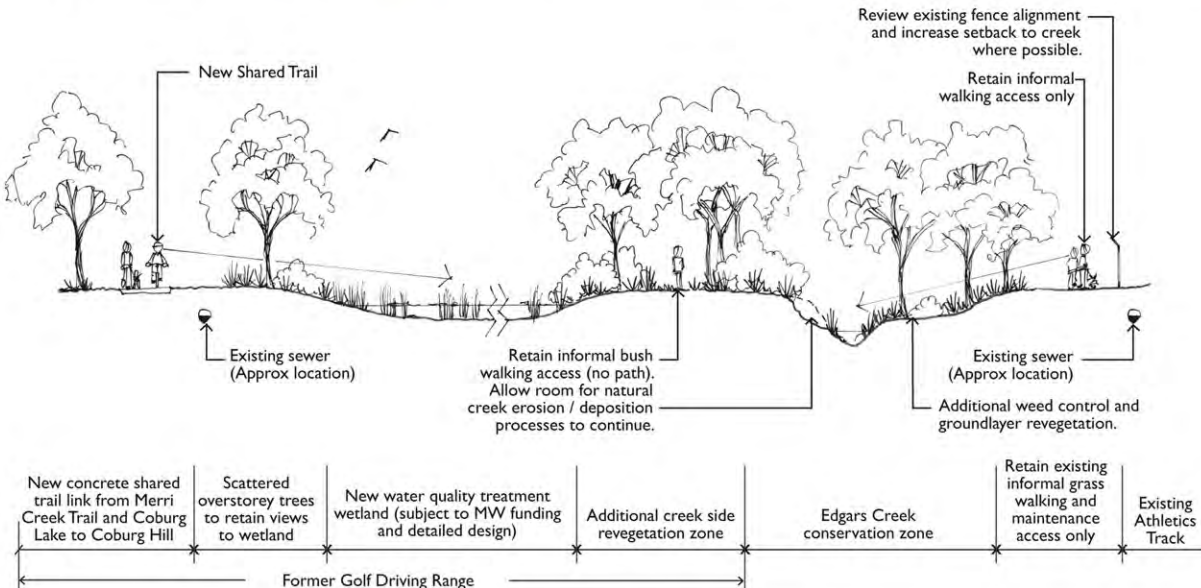 Review existing fence alignment
and increase setback to creek
where possible.
New Shared Trail
Retain informal
walking access only
Existing sewer
(Approx location)
Retain informal bush
walking access (no path).
Allow room for natural
creek erosion / deposition
processes to continue.
Existing sewer
(Approx location)
Additional weed control and
groundlayer revegetation.
New concrete shared
trail link from Merri
Creek Trail and Coburg
Lake to Coburg Hill
Scattered
overstorey trees
to retain views
to wetland
New water quality treatment
wetland (subject to MW funding
and detailed design)
Additional creek side
revegetation zone
Edgars Creek
conservation zone
Retain existing
informal grass
walking and
maintenance
access only
Existing
Athletics
Track
Former Golf Driving Range